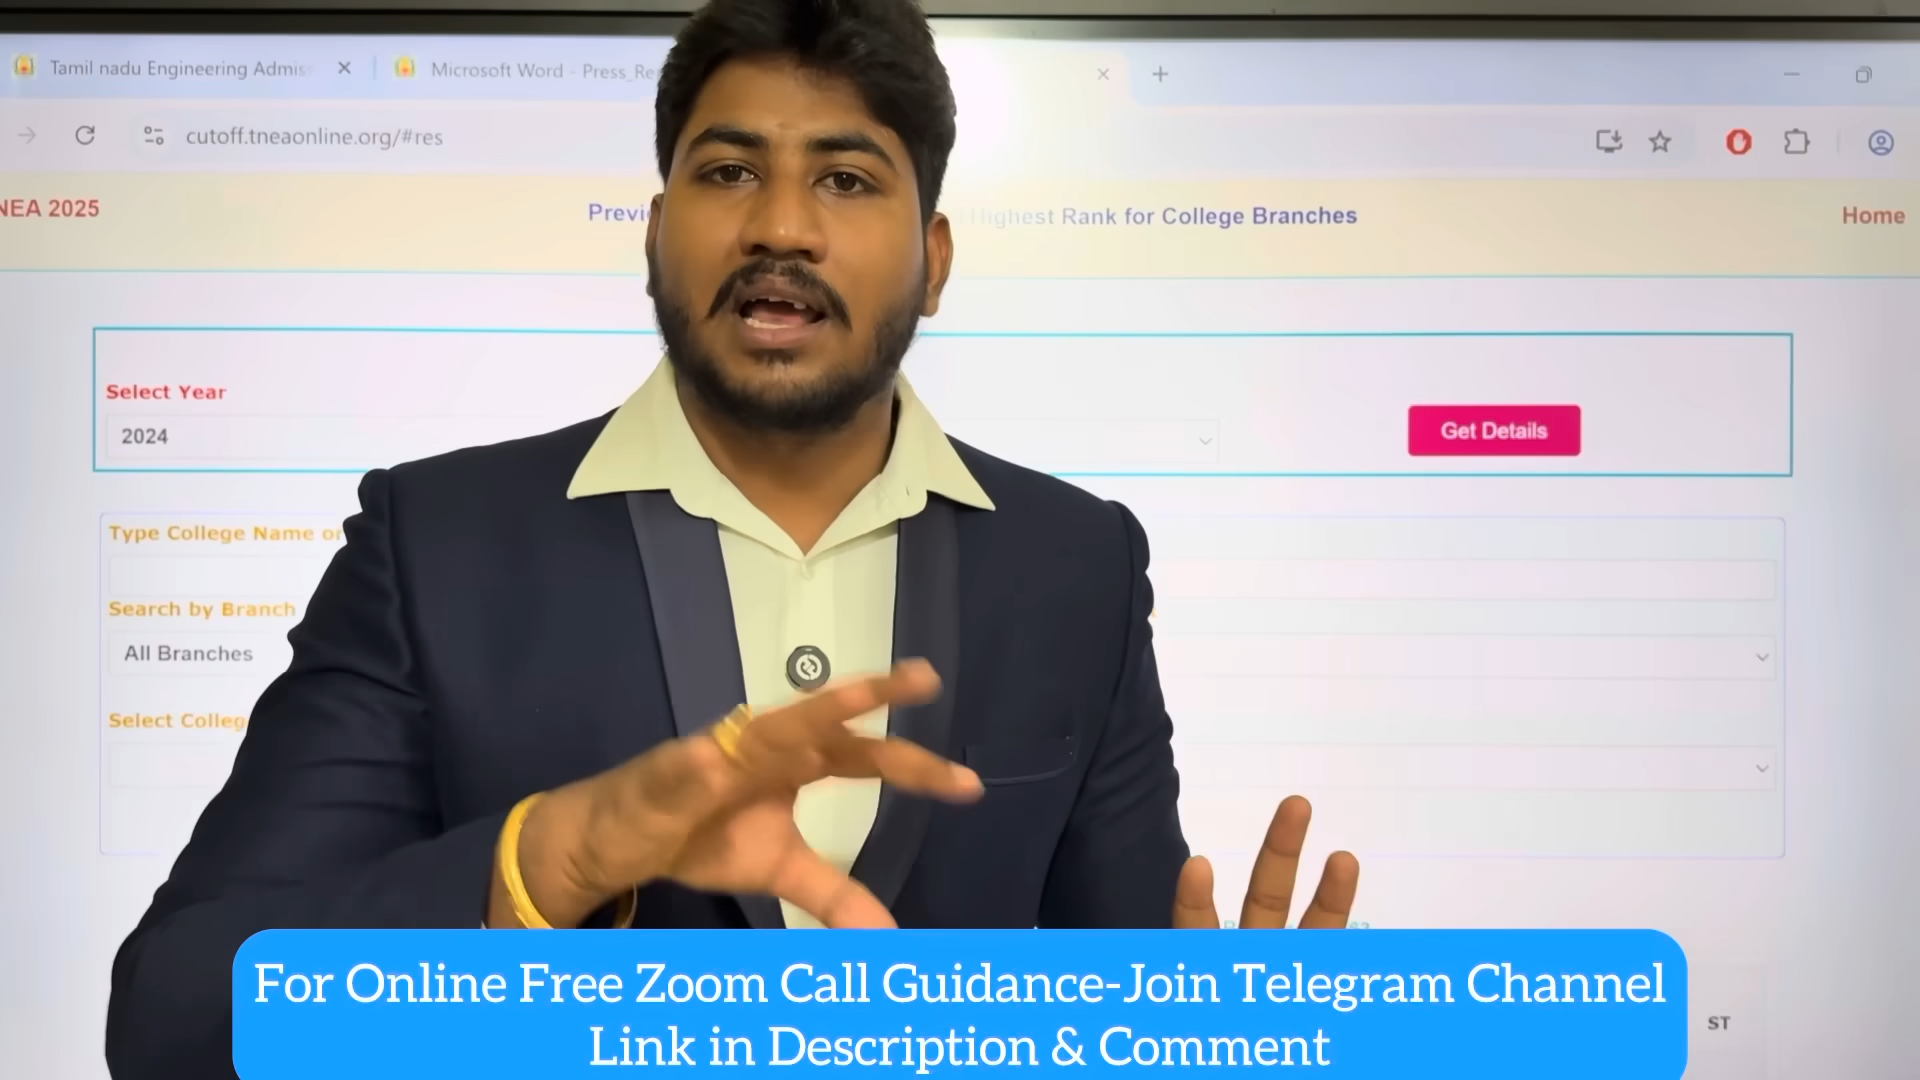 Tamil nadu Engineering Admis
Microsoft Word - Press_Re
cutoff.tneaonline.org/#res
NEA 2025
Previ
Highest Rank for College Branches
Home
Select Year
2024
Get Details
Type College Name or
Search by Branch
All Branches
Select Colleg
For Online Free Zoom Call Guidance-Join Telegram Channel
Link in Description & Comment
ST